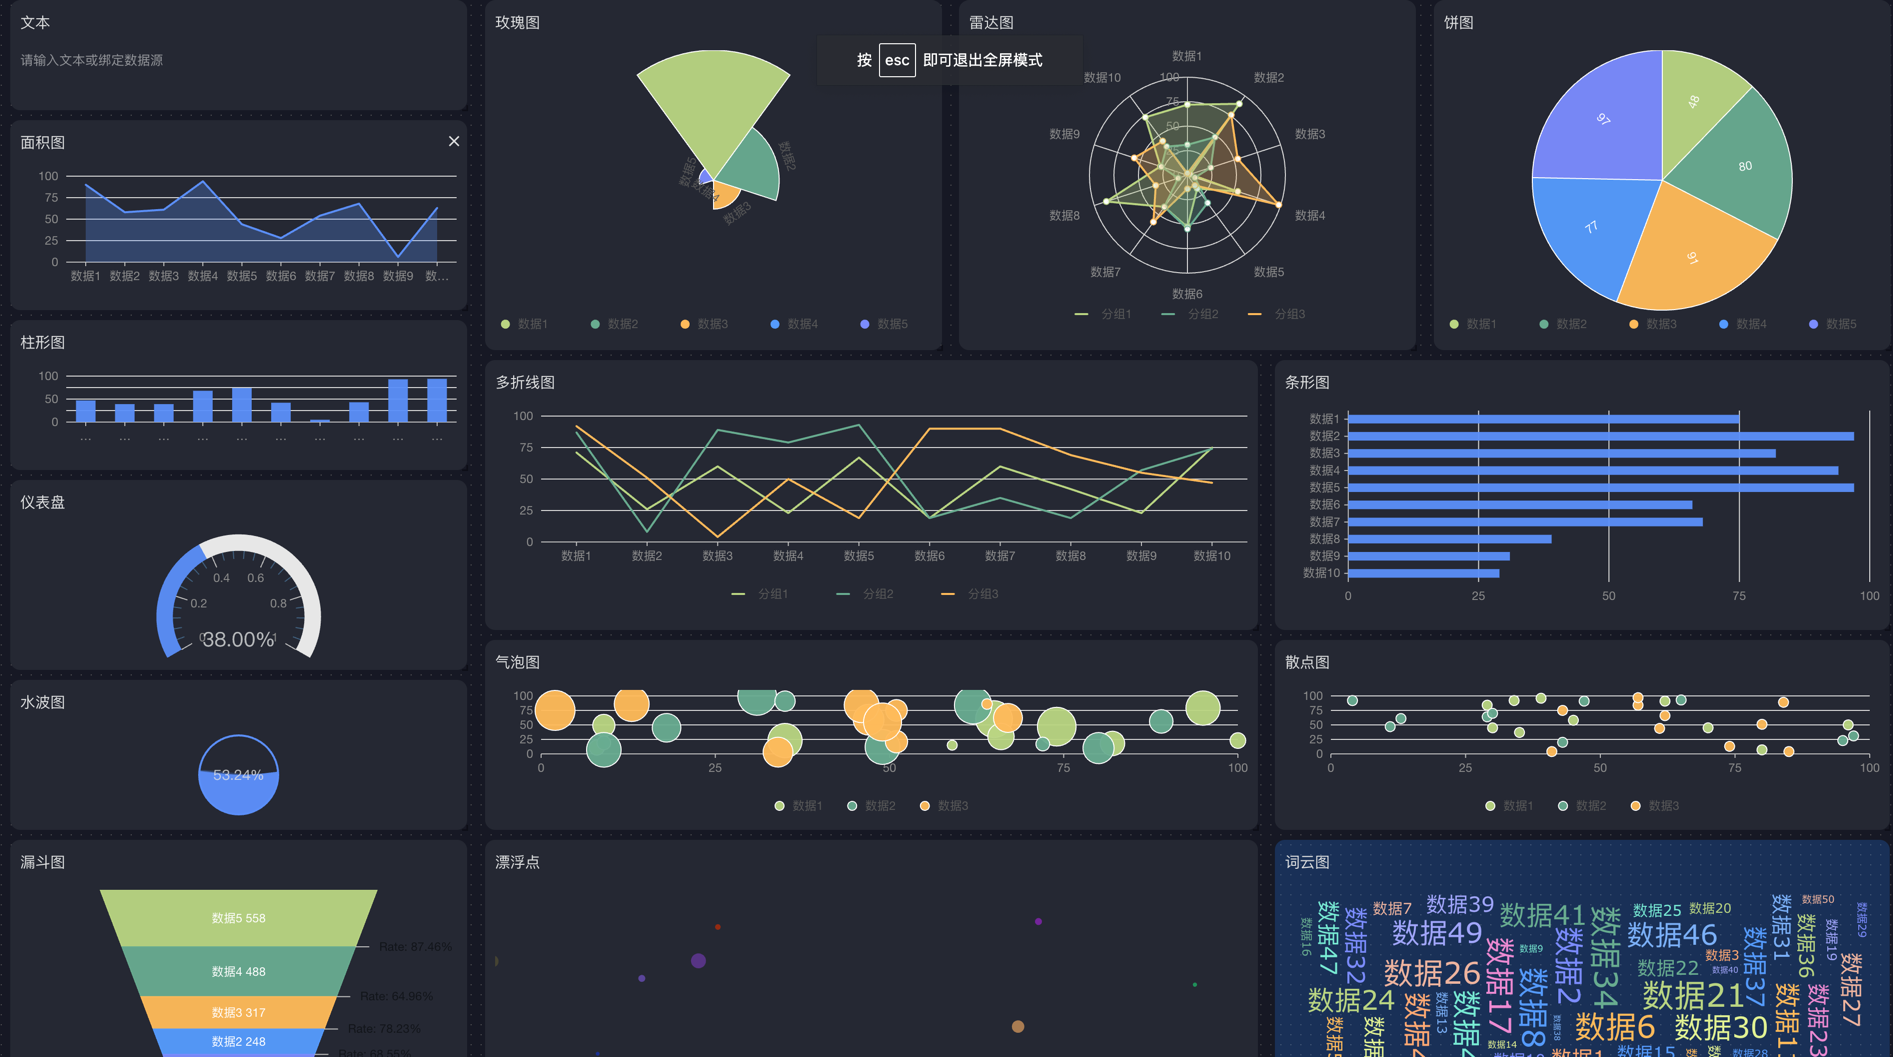 文本
请输入文本或绑定数据源
面积图
100
75
50
25
0
数据1 数据2 数据3 数据4 数据5 数据6 数据7 数据8 数据9 数...
柱形图
100
50
0
... ... ... ... ... ... ... ... ... ...
仪表盘
0.4 0.6
0.2 0.8
0 38.00% 1
水波图
53.24%
漏斗图
数据5 558
Rate: 87.46%
数据4 488
Rate: 64.96%
数据3 317
Rate: 78.23%
数据2 248
Rate: 68.55%
玫瑰图
数据2
数据5
数据4
数据3
数据1 数据2 数据3 数据4 数据5
按 esc 即可退出全屏模式
雷达图
数据1
数据10 100 数据2
75
数据9 50 数据3
数据8 数据4
数据7 数据5
数据6
分组1 分组2 分组3
饼图
48
97
80
77
91
数据1 数据2 数据3 数据4 数据5
多折线图
100
75
50
25
0
数据1 数据2 数据3 数据4 数据5 数据6 数据7 数据8 数据9 数据10
分组1 分组2 分组3
条形图
数据1
数据2
数据3
数据4
数据5
数据6
数据7
数据8
数据9
数据10
0 25 50 75 100
气泡图
100
75
50
25
0
0 25 50 75 100
数据1 数据2 数据3
散点图
100
75
50
25
0
0 25 50 75 100
数据1 数据2 数据3
漂浮点
词云图
数据50
数据7 数据39 数据41 数据25 数据20 数据29
数据16 数据47 数据32 数据49 数据34 数据46 数据31 数据36 数据19
数据9 数据2 数据3 数据37
数据26 数据17 数据22 数据40 数据27
数据24 数据13 数据8 数据21
数据38 数据6 数据30 数据23
数据14
数据15 数据28